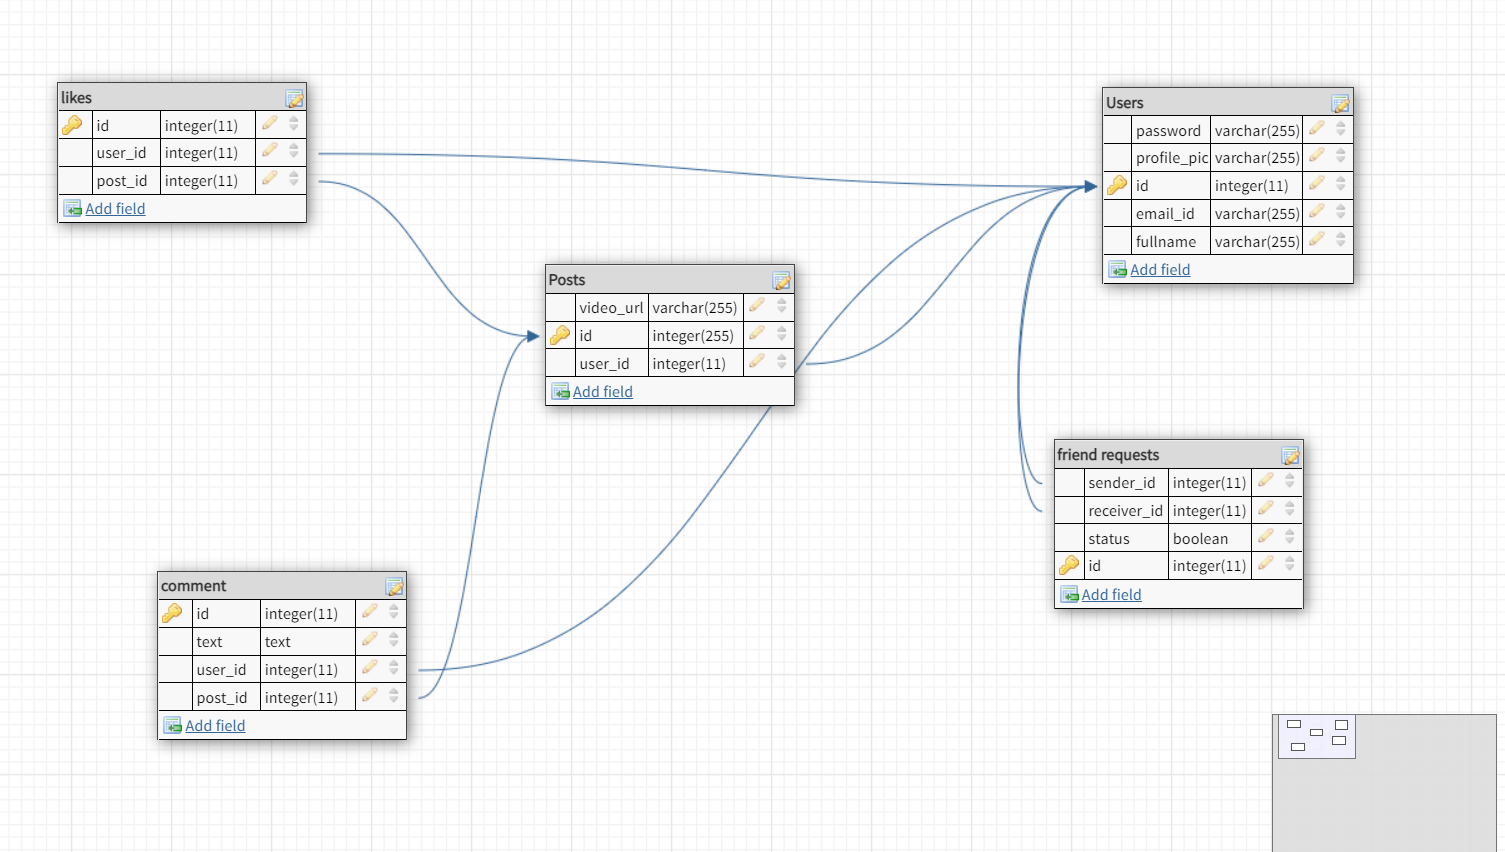 likes
id integer(11)
user_id integer(11)
post_id integer(11)
Add field
Users
password varchar(255)
profile_pic varchar(255)
id integer(11)
email_id varchar(255)
fullname varchar(255)
Add field
Posts
video_url varchar(255)
id integer(255)
user_id integer(11)
Add field
friend requests
sender_id integer(11)
receiver_id integer(11)
status boolean
id integer(11)
Add field
comment
id integer(11)
text text
user_id integer(11)
post_id integer(11)
Add field